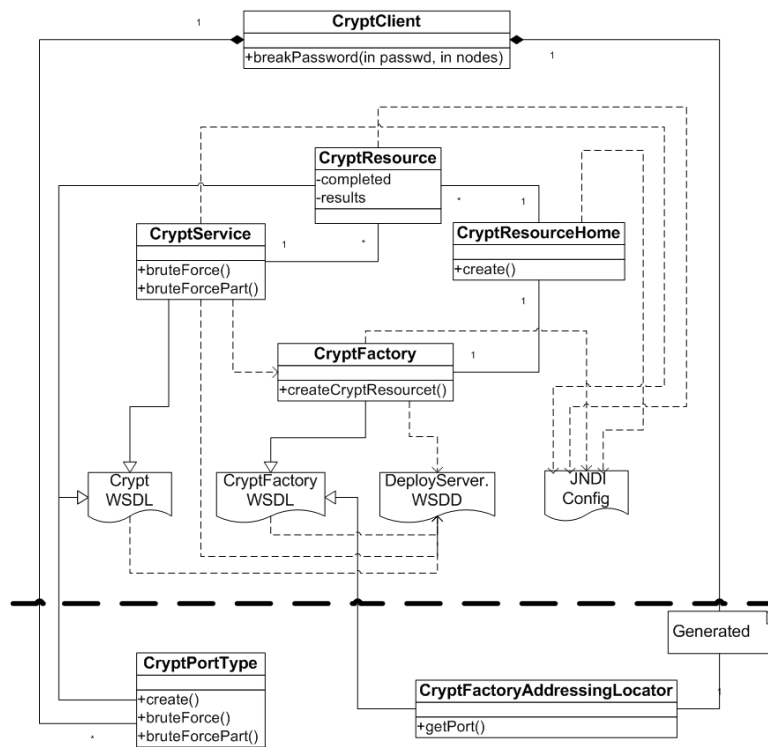 CryptClient
+breakPassword(in passwd, in nodes)
1
1
CryptResource
-completed
-results
*
1
CryptService
+bruteForce()
+bruteForcePart()
1
*
CryptResourceHome
+create()
1
CryptFactory
+createCryptResourcet()
1
Crypt
WSDL
CryptFactory
WSDL
DeployServer.
WSDD
JNDI
Config
Generated
CryptPortType
+create()
+bruteForce()
+bruteForcePart()
*
CryptFactoryAddressingLocator
+getPort()
1